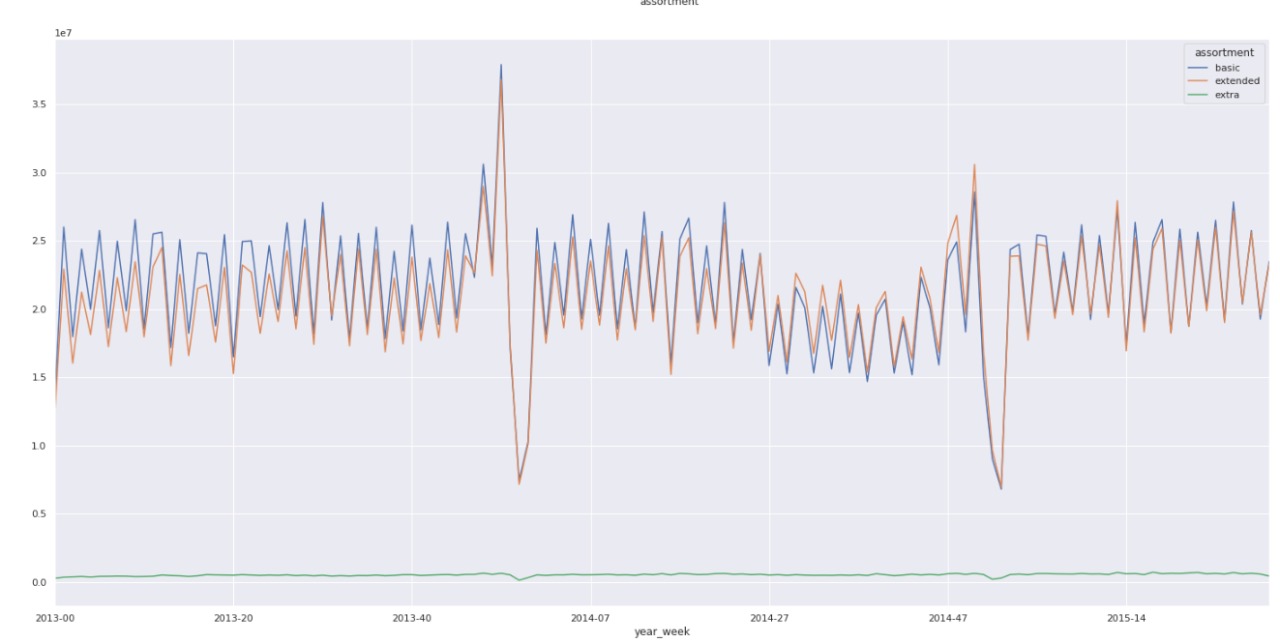 assortment
1e7
assortment
basic
extended
extra
3.5
3.0
2.5
2.0
1.5
1.0
0.5
0.0
2013-00 2013-20 2013-40 2014-07 2014-27 2014-47 2015-14
year_week